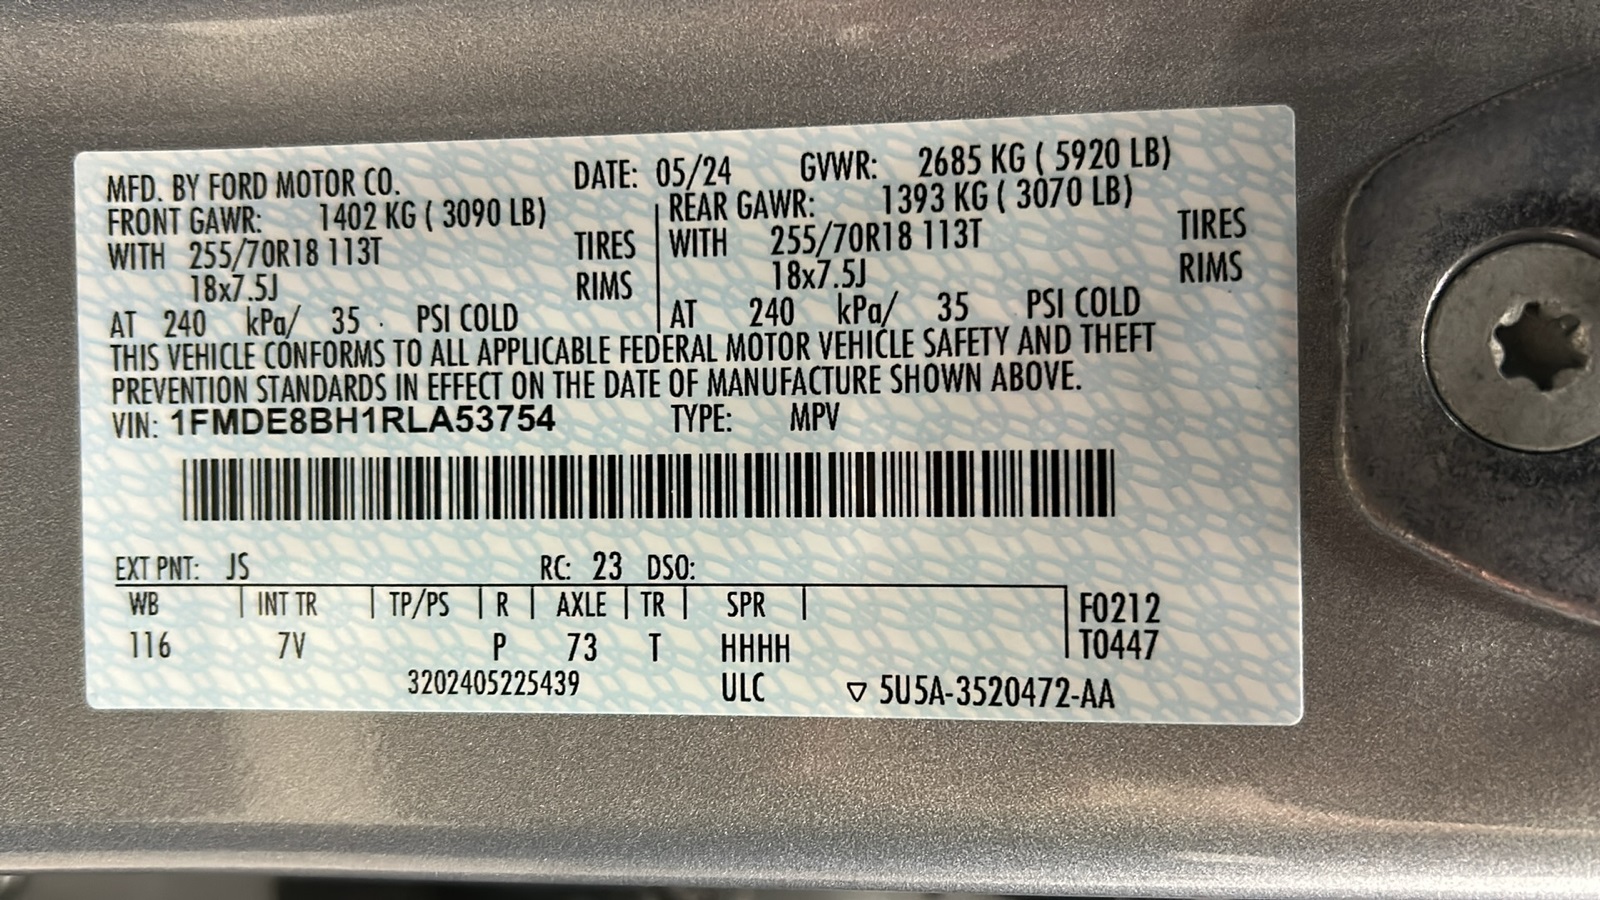 MFD. BY FORD MOTOR CO. DATE: 05/24 GVWR: 2685 KG ( 5920 LB)
FRONT GAWR: 1402 KG ( 3090 LB) REAR GAWR: 1393 KG ( 3070 LB)
WITH 255/70R18 113T TIRES WITH 255/70R18 113T TIRES
18x7.5J RIMS 18x7.5J RIMS
AT 240 kPa/ 35 PSI COLD AT 240 kPa/ 35 PSI COLD
THIS VEHICLE CONFORMS TO ALL APPLICABLE FEDERAL MOTOR VEHICLE SAFETY AND THEFT
PREVENTION STANDARDS IN EFFECT ON THE DATE OF MANUFACTURE SHOWN ABOVE.
VIN: 1FMDE8BH1RLA53754 TYPE: MPV
EXT PNT: JS RC: 23 DSO:
WB INT TR TP/PS R AXLE TR SPR F0212
116 7V P 73 T HHHH T0447
3202405225439 ULC ▽ 5U5A-3520472-AA